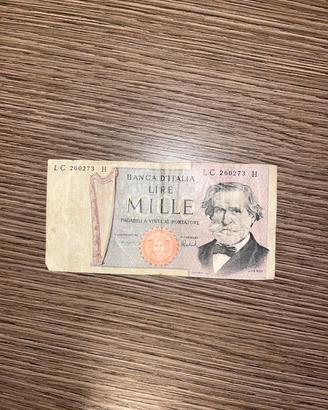 LC 260273 H
LC 260273 H
BANCA D'ITALIA
LIRE
MILLE
PAGABILI A VISTA AL PORTATORE